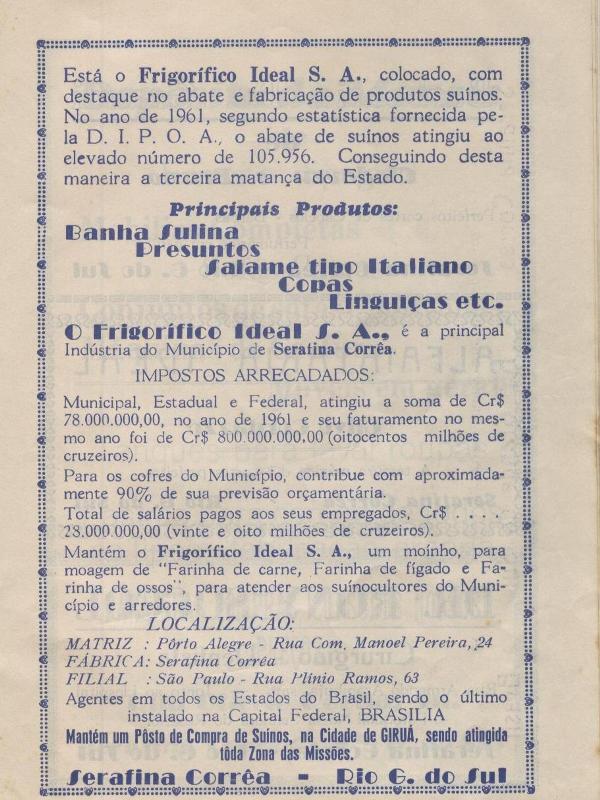 Está o Frigorífico Ideal S. A., colocado, com
destaque no abate e fabricação de produtos suínos.
No ano de 1961, segundo estatística fornecida pe-
la D. I. P. O. A., o abate de suínos atingiu ao
elevado número de 105.956. Conseguindo desta
maneira a terceira matança do Estado.
Principais Produtos:
Banha Sulina
Presuntos
Salame tipo Italiano
Copas
Linguiças etc.
O Frigorífico Ideal S. A., é a principal
Indústria do Município de Serafina Corrêa.
IMPOSTOS ARRECADADOS:
Municipal, Estadual e Federal, atingiu a soma de Cr$
78.000.000,00, no ano de 1961 e seu faturamento no mes-
mo ano foi de Cr$ 800.000.000,00 (oitocentos milhões de
cruzeiros).
Para os cofres do Município, contribue com aproximada-
mente 90% de sua previsão orçamentária.
Total de salários pagos aos seus empregados, Cr$ . . . .
28.000.000,00 (vinte e oito milhões de cruzeiros).
Mantém o Frigorífico Ideal S. A., um moínho, para
moagem de "Farinha de carne, Farinha de fígado e Fa-
rinha de ossos", para atender aos suínocultores do Muni-
cípio e arredores.
LOCALIZAÇÃO:
MATRIZ : Pôrto Alegre - Rua Com. Manoel Pereira, 24
FÁBRICA: Serafina Corrêa
FILIAL : São Paulo - Rua Plínio Ramos, 63
Agentes em todos os Estados do Brasil, sendo o último
instalado na Capital Federal, BRASILIA
Mantém um Pôsto de Compra de Suínos, na Cidade de GIRUÁ, sendo atingida
tôda Zona das Missões.
Serafina Corrêa - Rio G. do Sul